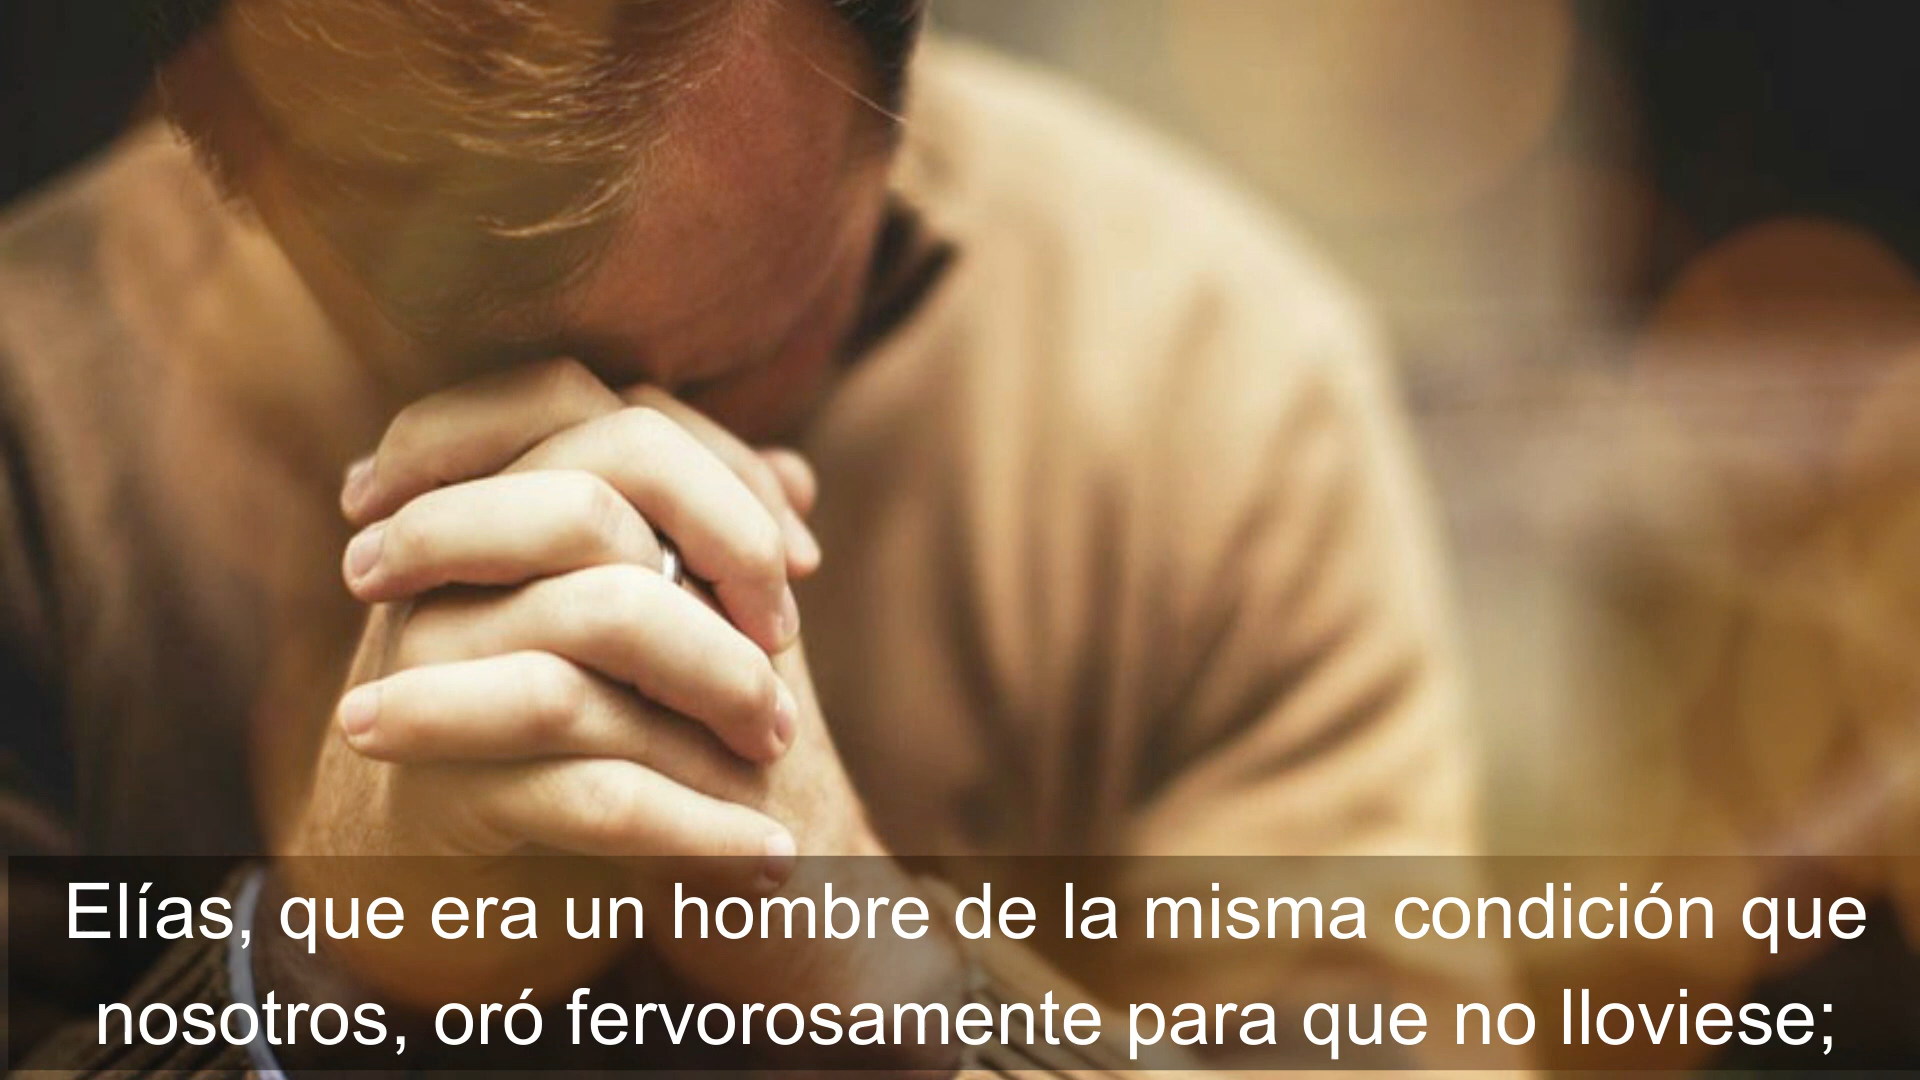 Elías, que era un hombre de la misma condición que
nosotros, oró fervorosamente para que no lloviese;